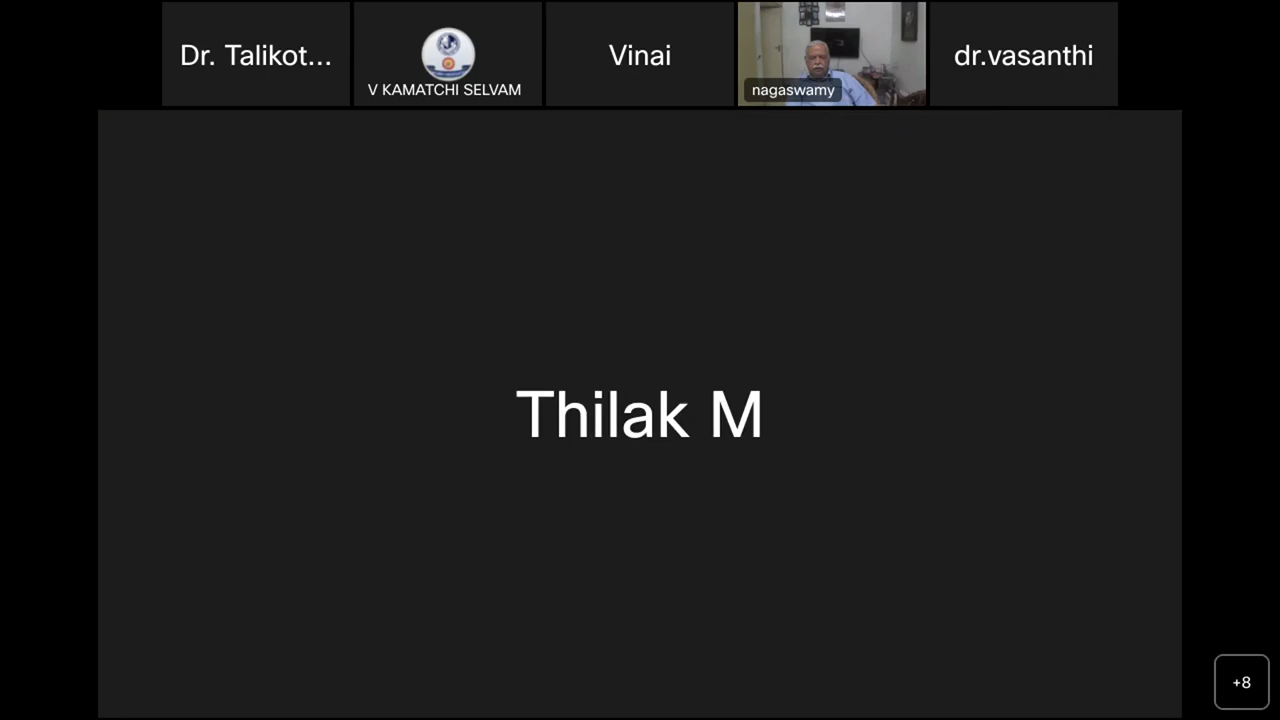 Dr. Talikot...
V KAMATCHI SELVAM
Vinai
nagaswamy
dr.vasanthi
Thilak M
+8